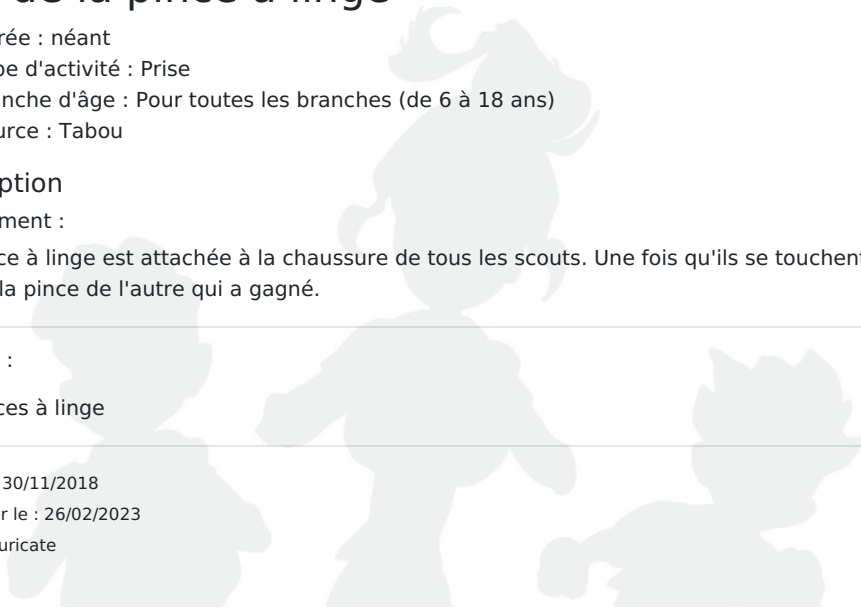 de la pince à linge
rée : néant
pe d'activité : Prise
nche d'âge : Pour toutes les branches (de 6 à 18 ans)
urce : Tabou
ption
ment :
ce à linge est attachée à la chaussure de tous les scouts. Une fois qu'ils se touchent
la pince de l'autre qui a gagné.
:
ces à linge
30/11/2018
r le : 26/02/2023
uricate